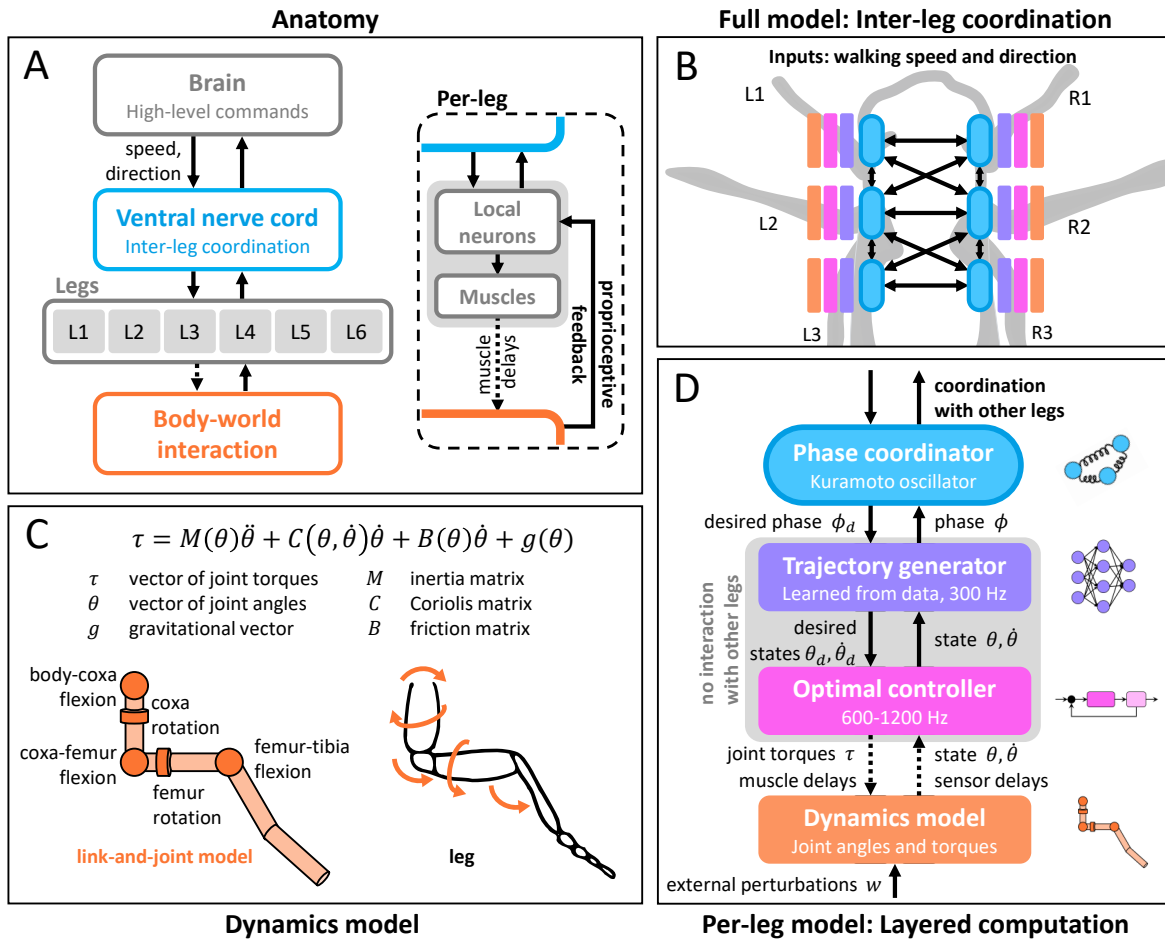 Anatomy
A
Brain
High-level commands
speed,
direction
Ventral nerve cord
Inter-leg coordination
Legs
L1 L2 L3 L4 L5 L6
Body-world
interaction
Per-leg
Local
neurons
Muscles
muscle
delays
proprioceptive
feedback
Full model: Inter-leg coordination
B
Inputs: walking speed and direction
L1
R1
L2
R2
L3
R3
C
τ = M(θ)θ̈ + C(θ, θ̇)θ̇ + B(θ)θ̇ + g(θ)
τ vector of joint torques M inertia matrix
θ vector of joint angles C Coriolis matrix
g gravitational vector B friction matrix
body-coxa
flexion
coxa
rotation
coxa-femur
flexion
femur-tibia
flexion
femur
rotation
link-and-joint model
leg
Dynamics model
D
coordination
with other legs
Phase coordinator
Kuramoto oscillator
desired phase ϕd phase ϕ
no interaction
with other legs
Trajectory generator
Learned from data, 300 Hz
desired
states θd, θ̇d
state θ, θ̇
Optimal controller
600-1200 Hz
joint torques τ
muscle delays
state θ, θ̇
sensor delays
Dynamics model
Joint angles and torques
external perturbations w
Per-leg model: Layered computation